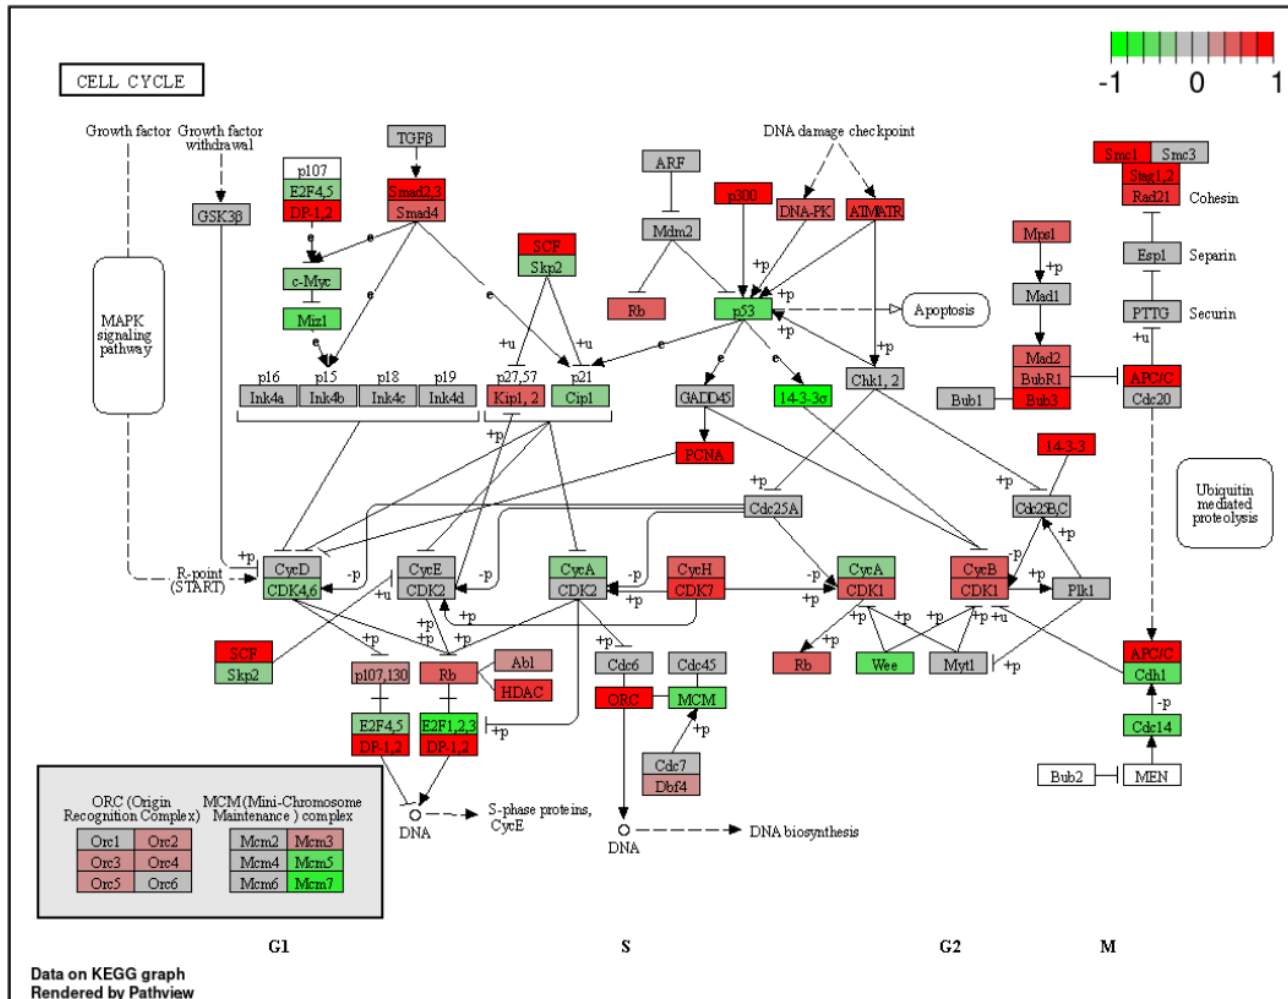 -1 0 1
CELL CYCLE
Growth factor
Growth factor
withdrawal
TGFβ
DNA damage checkpoint
ARF
p107
E2F4,5
DP-1,2
Smad2,3
Smad4
p300
DNA-PK
ATM/ATR
Smc1 Smc3
Stag1,2
Rad21
Cohesin
GSK3β
Mdm2
Mps1
e e
SCF
Skp2
+p
+p
Esp1
Separin
c-Myc
Mad1
MAPK
signaling
pathway
e
e
Rb
p53
+p
+p
Apoptosis
PTTG
Securin
Miz1
e
+u +u
e
e
+p
+u
Mad2
BubR1
Bub3
Bub1
APC/C
Cdc20
p16
Ink4a
p15
Ink4b
p18
Ink4c
p19
Ink4d
p27,57
Kip1, 2
p21
Cip1
GADD45
14-3-3σ
Chk1, 2
+p
PCNA
14-3-3
+p
+p
Cdc25A
Cdc25B,C
Ubiquitin
mediated
proteolysis
R-point
(START)
+p
CycD
CDK4,6
-p
CycE
CDK2
-p
CycA
CDK2
-p
+p
CycH
CDK7
-p
+p
CycA
CDK1
CycB
CDK1
-p
+p
Plk1
+u
+p
+p
+p
+p
+p
+p
+p
+p
+u
+p
SCF
Skp2
p107,130
Rb
Abl
HDAC
Cdc6
Cdc45
ORC
MCM
Rb
Wee
Myt1
APC/C
Cdh1
-p
E2F4,5
DP-1,2
E2F1,2,3
DP-1,2
+p
+p
Cdc7
Dbf4
Cdc14
Bub2
MEN
DNA
S-phase proteins,
CycE
DNA
DNA biosynthesis
ORC (Origin
Recognition Complex)
Orc1 Orc2
Orc3 Orc4
Orc5 Orc6
MCM (Mini-Chromosome
Maintenance ) complex
Mcm2 Mcm3
Mcm4 Mcm5
Mcm6 Mcm7
G1 S G2 M
Data on KEGG graph
Rendered by Pathview